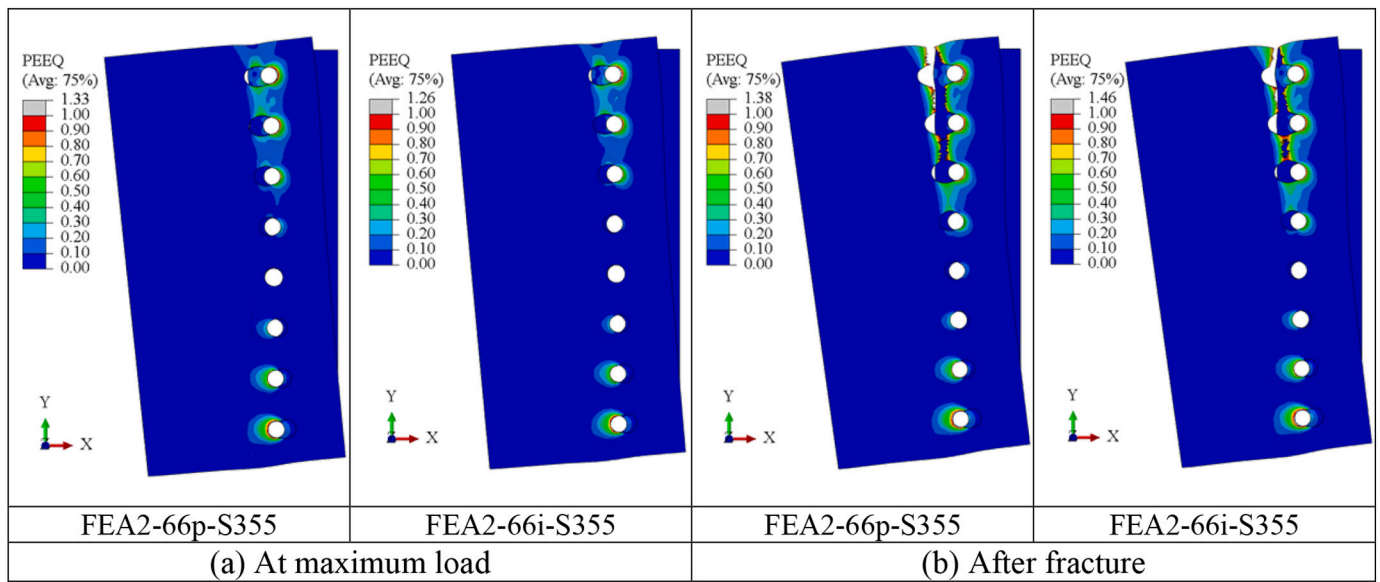 PEEQ
(Avg: 75%)
1.33
1.00
0.90
0.80
0.70
0.60
0.50
0.40
0.30
0.20
0.10
0.00
Y
Z
X
PEEQ
(Avg: 75%)
1.26
1.00
0.90
0.80
0.70
0.60
0.50
0.40
0.30
0.20
0.10
0.00
Y
Z
X
PEEQ
(Avg: 75%)
1.38
1.00
0.90
0.80
0.70
0.60
0.50
0.40
0.30
0.20
0.10
0.00
Y
Z
X
PEEQ
(Avg: 75%)
1.46
1.00
0.90
0.80
0.70
0.60
0.50
0.40
0.30
0.20
0.10
0.00
Y
Z
X
FEA2-66p-S355
FEA2-66i-S355
FEA2-66p-S355
FEA2-66i-S355
(a) At maximum load
(b) After fracture